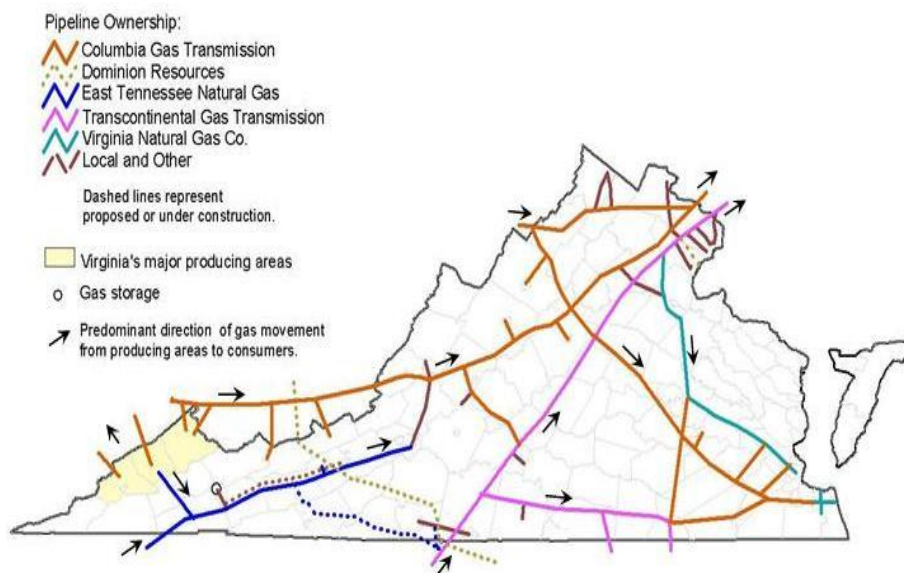 Pipeline Ownership:
Columbia Gas Transmission
Dominion Resources
East Tennessee Natural Gas
Transcontinental Gas Transmission
Virginia Natural Gas Co.
Local and Other
Dashed lines represent
proposed or under construction.
Virginia's major producing areas
Gas storage
Predominant direction of gas movement
from producing areas to consumers.